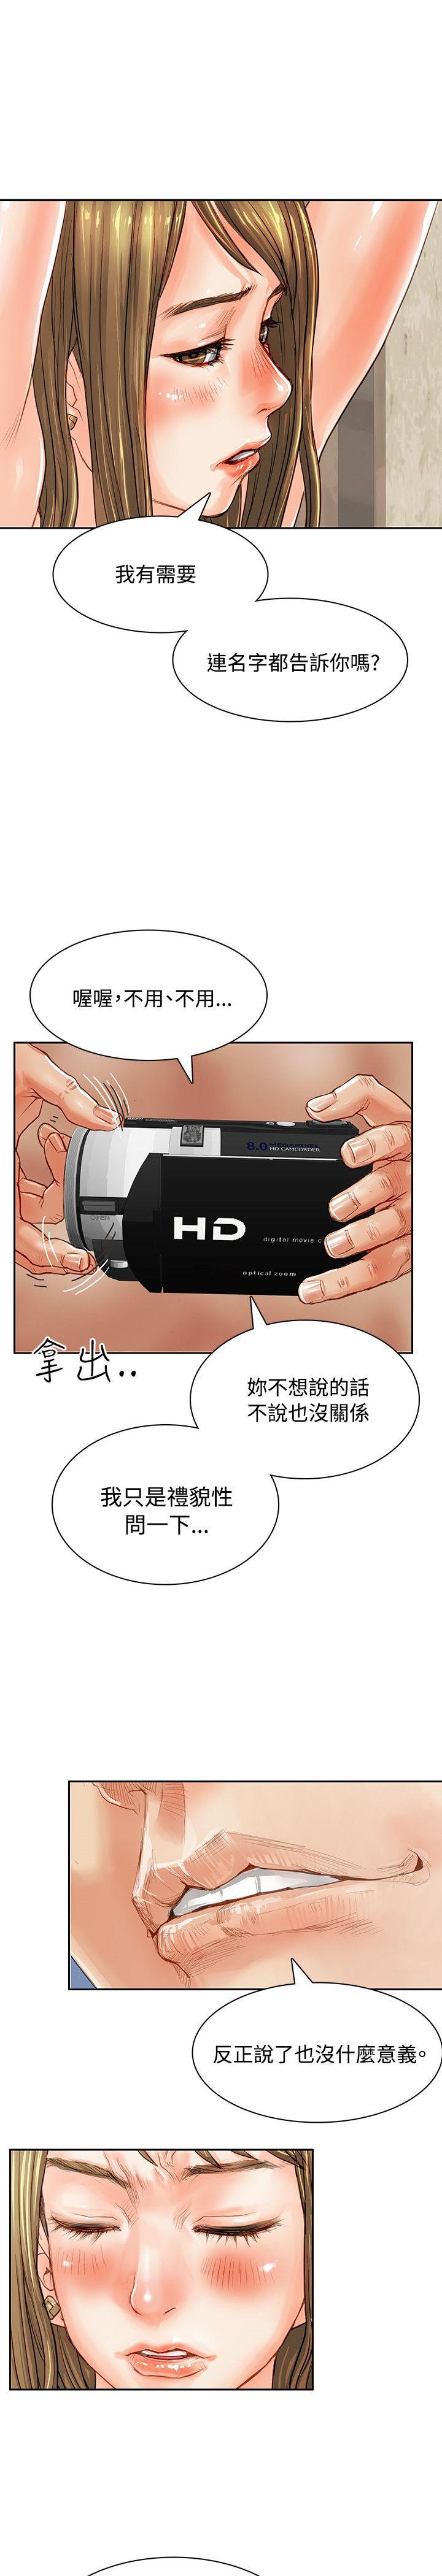 我有需要
連名字都告訴你嗎?
喔喔,不用、不用...
8.0 MEGAPIXEL
HD CAMCORDER
OPEN
HD
digital movie c
optical zoom
拿出..
妳不想說的話
不說也沒關係
我只是禮貌性
問一下...
反正說了也沒什麼意義。